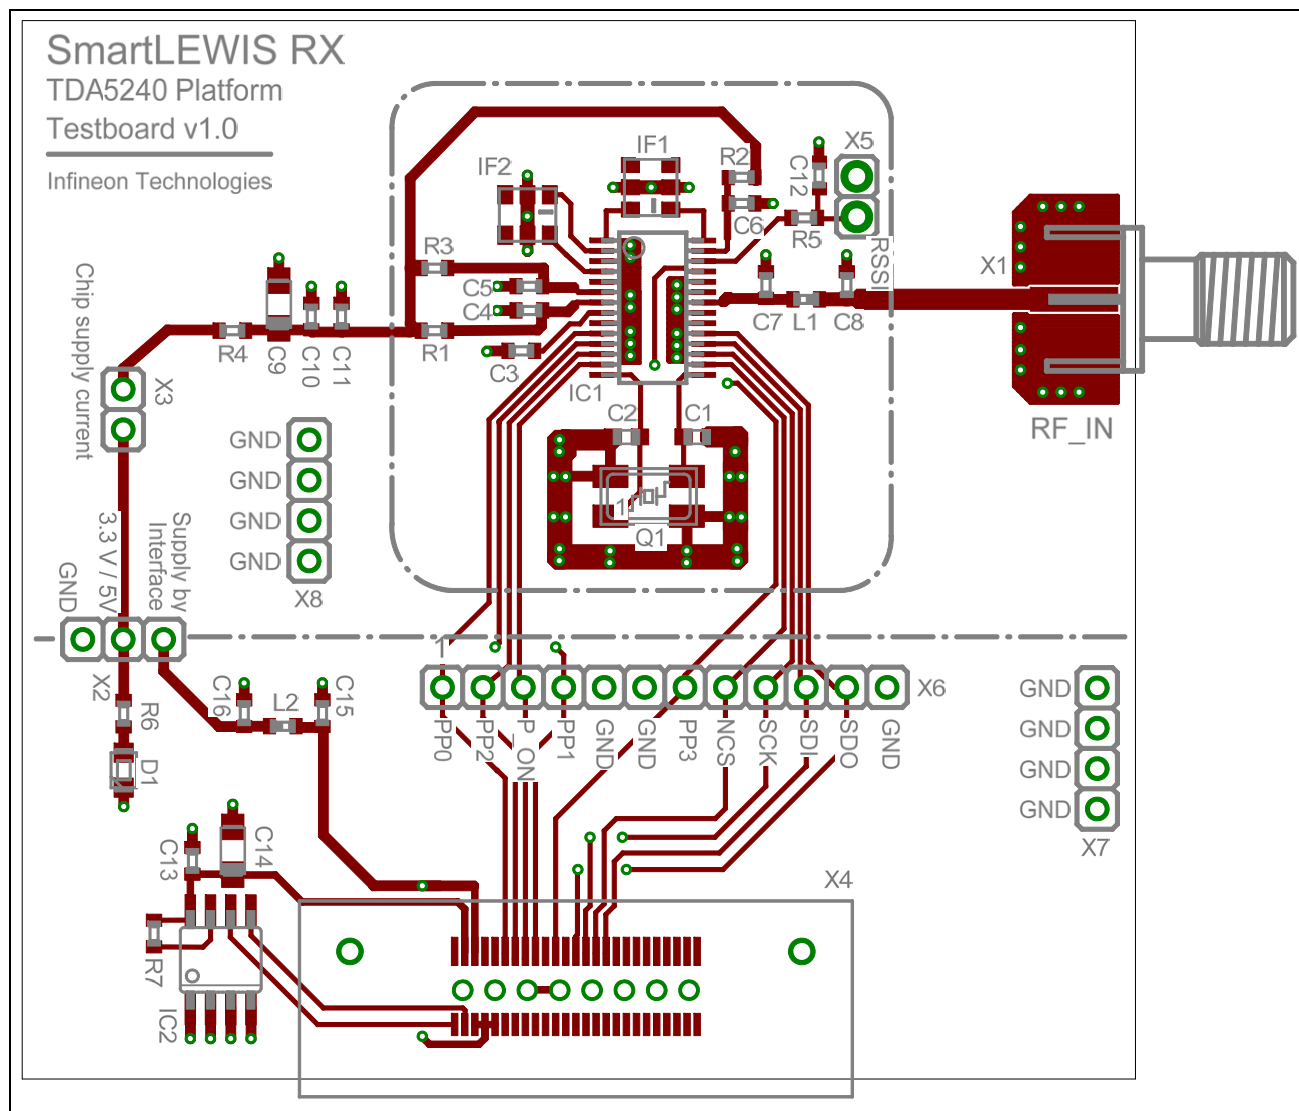 SmartLEWIS RX
TDA5240 Platform
Testboard v1.0
Infineon Technologies
IF1
IF2
R2
C12
X5
C6
R5
RSSI
R3
C5
C4
R1
C3
IC1
C7
L1
C8
X1
RF_IN
Chip supply current
R4
C9
C10
C11
X3
C2
C1
1
Q1
GND
GND
GND
GND
X8
GND
3.3 V / 5V
Supply by
Interface
X2
R6
D1
C16
L2
C15
1
X6
PP0
PP2
P_ON
PP1
GND
GND
PP3
NCS
SCK
SDI
SDO
GND
GND
GND
GND
GND
X7
C13
C14
R7
IC2
X4